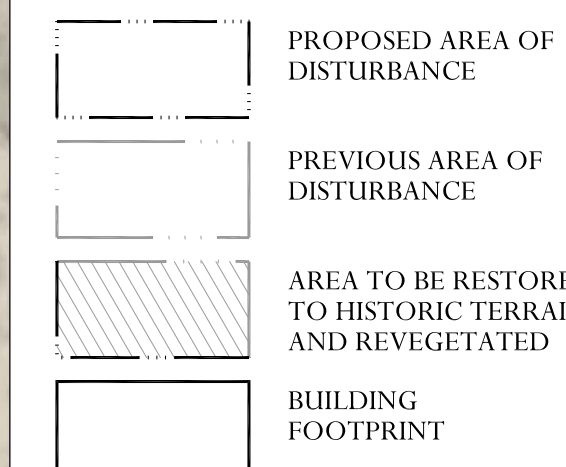 PROPOSED AREA OF
DISTURBANCE
PREVIOUS AREA OF
DISTURBANCE
AREA TO BE RESTORE
TO HISTORIC TERRAI
AND REVEGETATED
BUILDING
FOOTPRINT